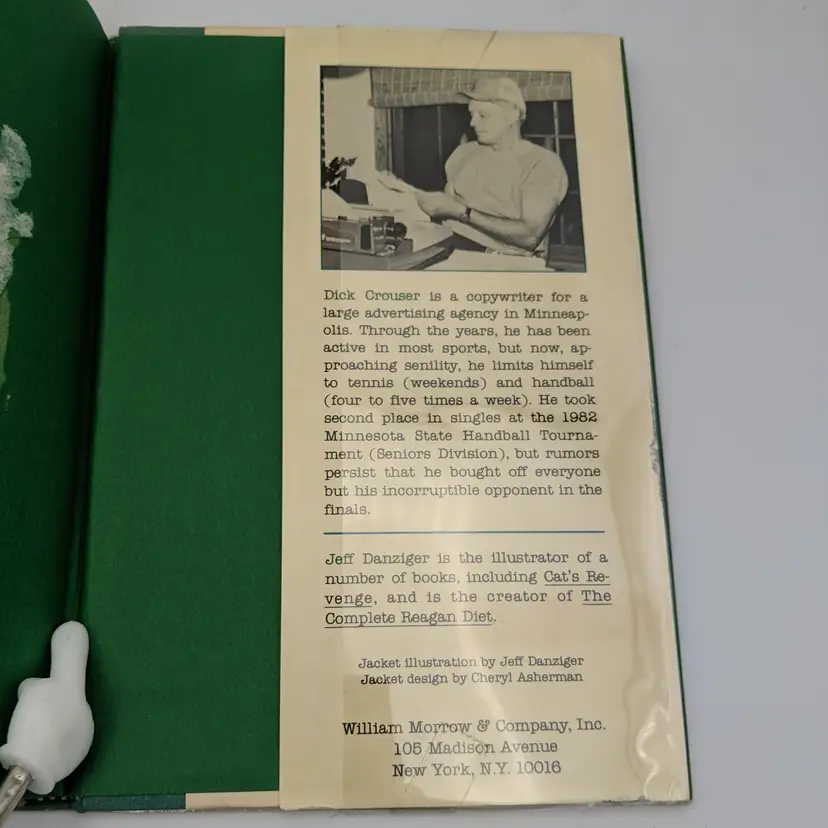 Dick Crouser is a copywriter for a
large advertising agency in Minneap-
olis. Through the years, he has been
active in most sports, but now, ap-
proaching senility, he limits himself
to tennis (weekends) and handball
(four to five times a week). He took
second place in singles at the 1982
Minnesota State Handball Tourna-
ment (Seniors Division), but rumors
persist that he bought off everyone
but his incorruptible opponent in the
finals.
Jeff Danziger is the illustrator of a
number of books, including Cat's Re-
venge, and is the creator of The
Complete Reagan Diet.
Jacket illustration by Jeff Danziger
Jacket design by Cheryl Asherman
William Morrow & Company, Inc.
105 Madison Avenue
New York, N.Y. 10016